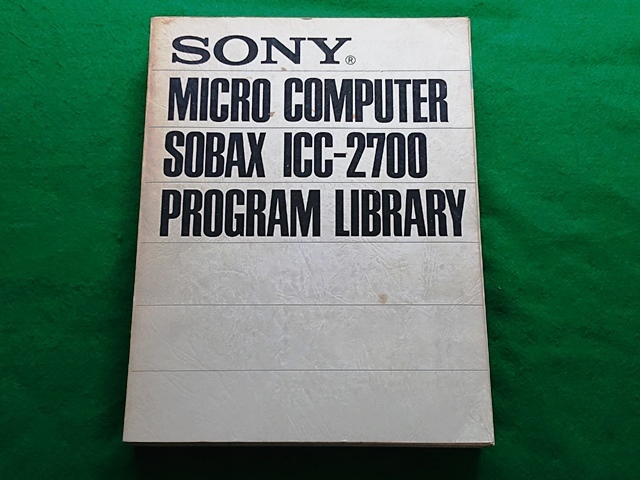 SONY®
MICRO COMPUTER
SOBAX ICC-2700
PROGRAM LIBRARY